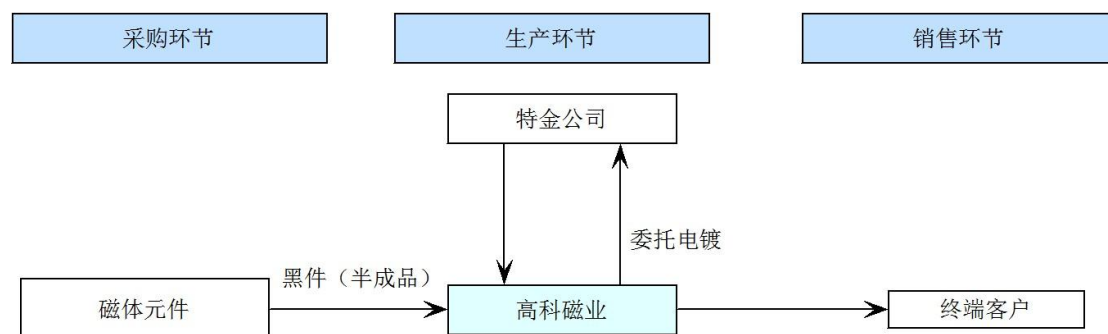 采购环节
生产环节
销售环节
特金公司
委托电镀
黑件（半成品）
磁体元件
高科磁业
终端客户